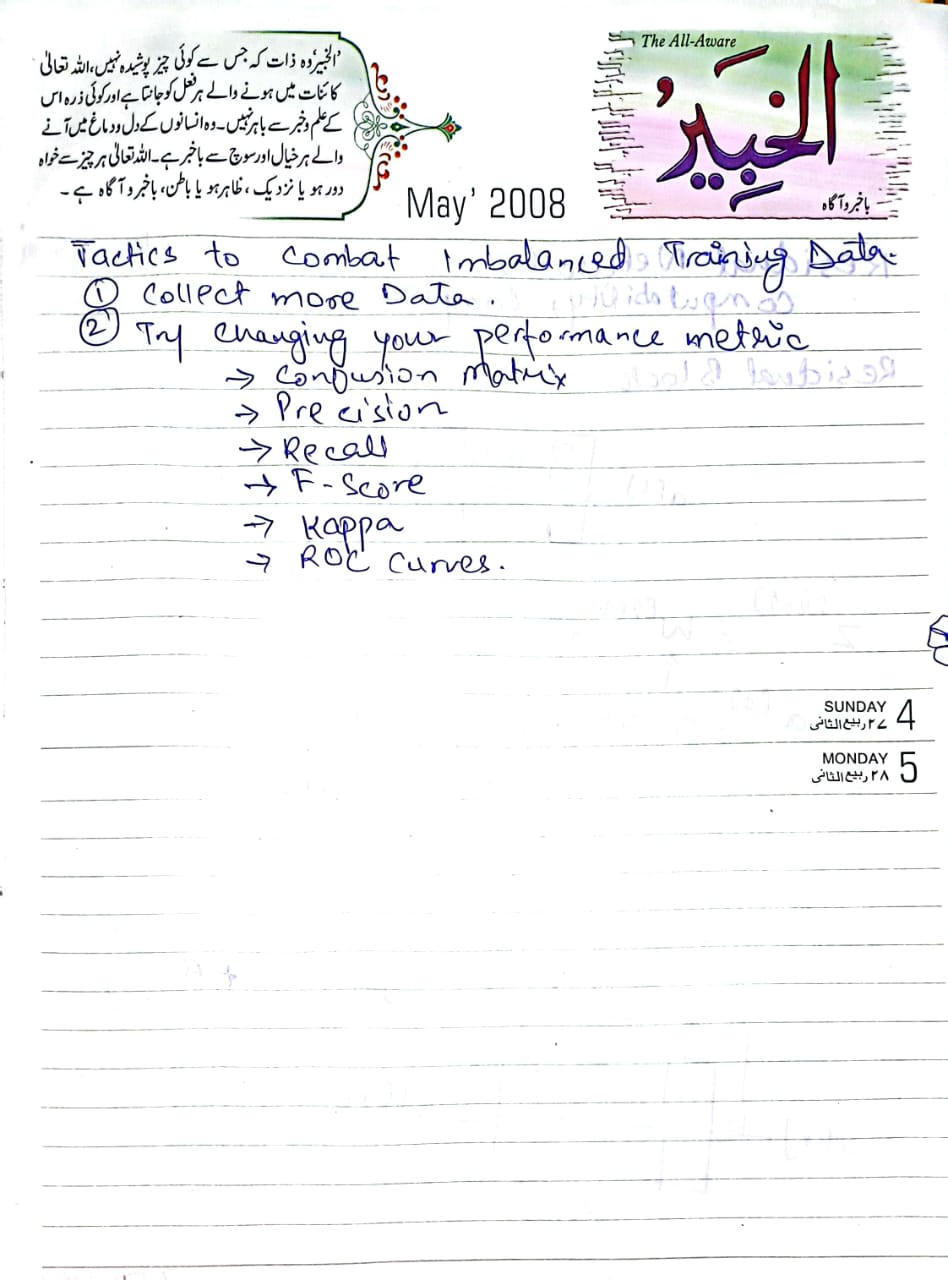 'الخبیر' وہ ذات کہ جس سے کوئی چیز پوشیدہ نہیں، اللہ تعالیٰ
کائنات میں ہونے والے ہر فعل کو جانتا ہے اور کوئی ذرہ اس
کے علم و خبر سے باہر نہیں۔ وہ انسانوں کے دل و دماغ میں آنے
والے ہر خیال اور سوچ سے باخبر ہے۔ اللہ تعالیٰ ہر چیز سے خواہ
دور ہو یا نزدیک، ظاہر ہو یا باطن، باخبر و آگاہ ہے۔
The All-Aware
الخَبِيرُ
باخبر و آگاہ
May' 2008
Tactics to Combat Imbalanced Training Data.
① Collect more Data.
② Try changing your performance metric
→ Confusion Matrix
→ Precision
→ Recall
→ F-Score
→ Kappa
→ ROC Curves.
SUNDAY 4
۲۷ ربیع الثانی
MONDAY 5
۲۸ ربیع الثانی